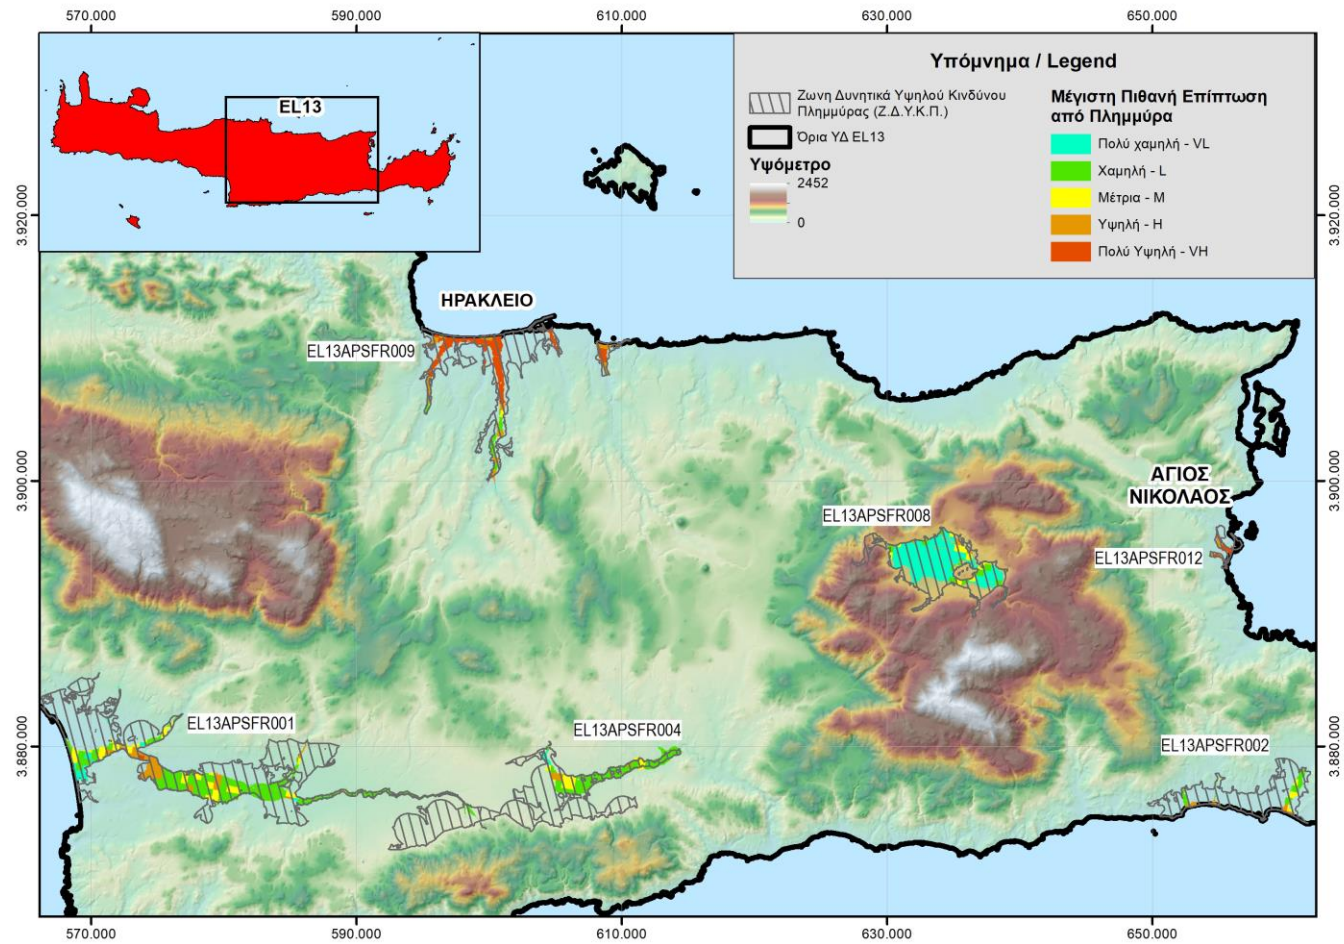 570.000
590.000
610.000
630.000
650.000
EL13
Υπόμνημα / Legend
Ζωνη Δυνητικά Υψηλού Κινδύνου
Πλημμύρας (Ζ.Δ.Υ.Κ.Π.)
Όρια ΥΔ EL13
Υψόμετρο
2452
0
Μέγιστη Πιθανή Επίπτωση
από Πλημμύρα
Πολύ χαμηλή - VL
Χαμηλή - L
Μέτρια - M
Υψηλή - H
Πολύ Υψηλή - VH
3.920.000
3.920.000
ΗΡΑΚΛΕΙΟ
EL13APSFR009
3.900.000
3.900.000
ΑΓΙΟΣ
ΝΙΚΟΛΑΟΣ
EL13APSFR008
EL13APSFR012
EL13APSFR001
EL13APSFR004
EL13APSFR002
3.880.000
3.880.000
570.000
590.000
610.000
630.000
650.000